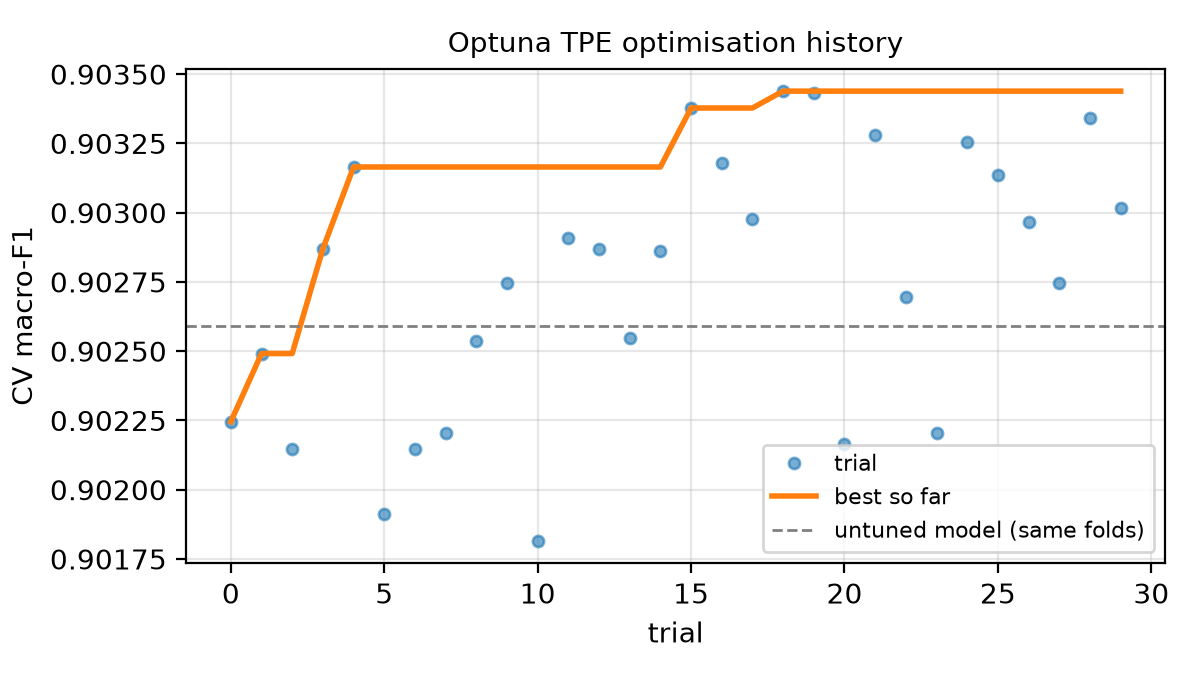 Optuna TPE optimisation history
0.90350
0.90325
0.90300
0.90275
0.90250
0.90225
0.90200
0.90175
CV macro-F1
trial
best so far
untuned model (same folds)
0 5 10 15 20 25 30
trial